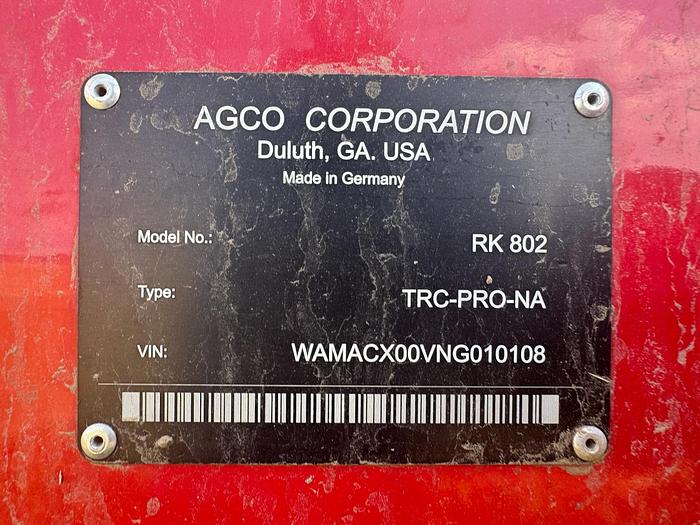 AGCO CORPORATION
Duluth, GA. USA
Made in Germany
Model No.: RK 802
Type: TRC-PRO-NA
VIN: WAMACX00VNG010108